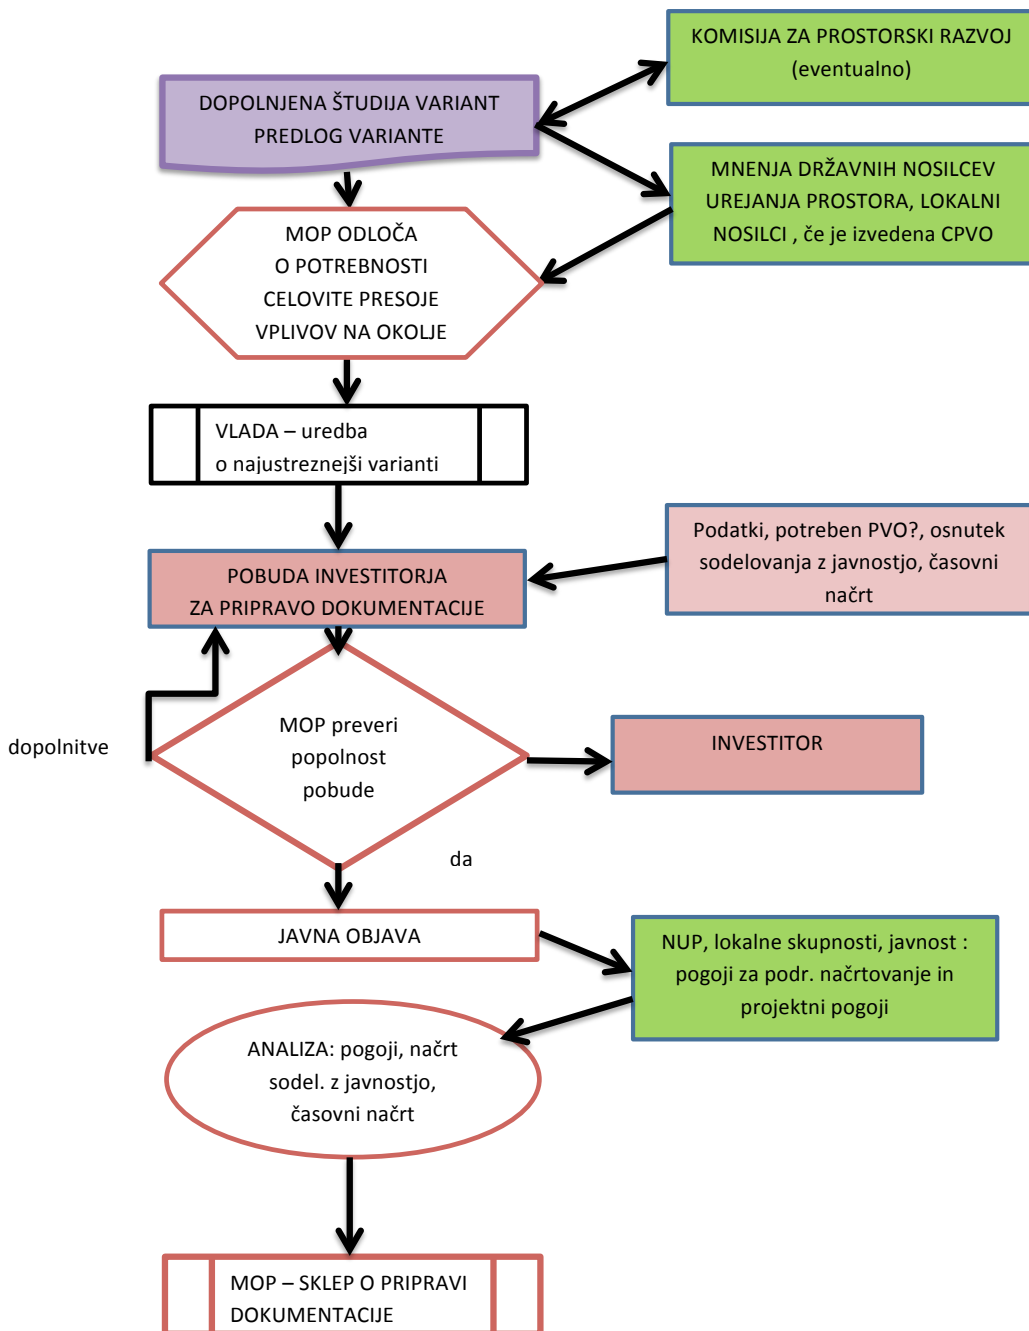 KOMISIJA ZA PROSTORSKI RAZVOJ
(eventualno)
DOPOLNJENA ŠTUDIJA VARIANT
PREDLOG VARIANTE
MNENJA DRŽAVNIH NOSILCEV
UREJANJA PROSTORA, LOKALNI
NOSILCI , če je izvedena CPVO
MOP ODLOČA
O POTREBNOSTI
CELOVITE PRESOJE
VPLIVOV NA OKOLJE
VLADA – uredba
o najustreznejši varianti
Podatki, potreben PVO?, osnutek
sodelovanja z javnostjo, časovni
načrt
POBUDA INVESTITORJA
ZA PRIPRAVO DOKUMENTACIJE
dopolnitve
MOP preveri
popolnost
pobude
INVESTITOR
da
JAVNA OBJAVA
NUP, lokalne skupnosti, javnost :
pogoji za podr. načrtovanje in
projektni pogoji
ANALIZA: pogoji, načrt
sodel. z javnostjo,
časovni načrt
MOP – SKLEP O PRIPRAVI
DOKUMENTACIJE